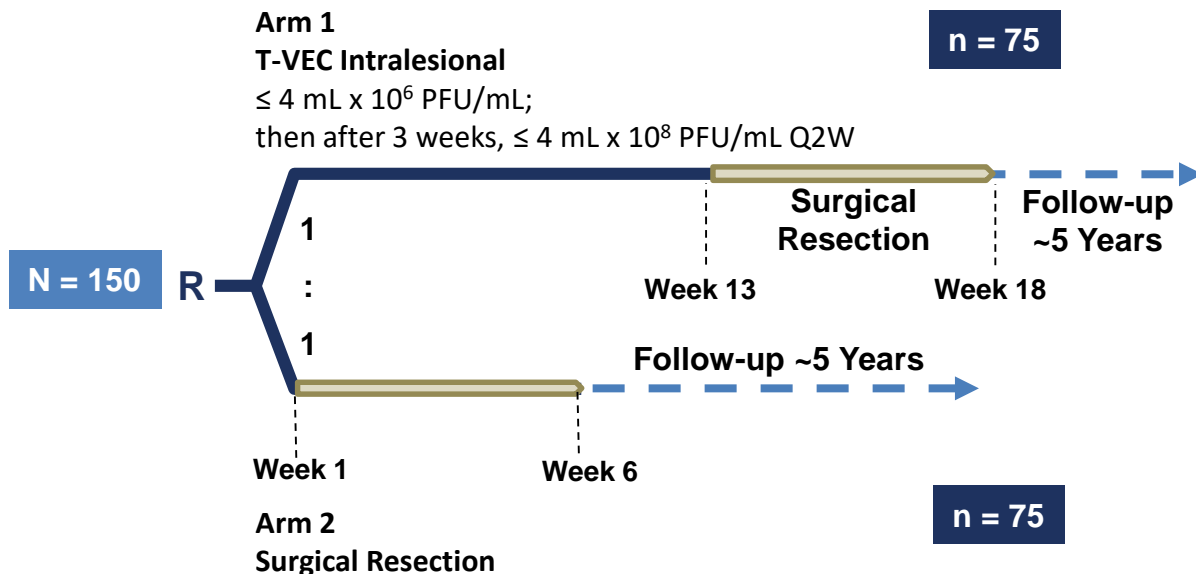 Arm 1
T-VEC Intralesional
≤ 4 mL x 10⁶ PFU/mL;
then after 3 weeks, ≤ 4 mL x 10⁸ PFU/mL Q2W
n = 75
N = 150
R
1
:
1
Surgical
Resection
Follow-up
~5 Years
Week 13
Week 18
Follow-up ~5 Years
Week 1
Week 6
Arm 2
Surgical Resection
n = 75